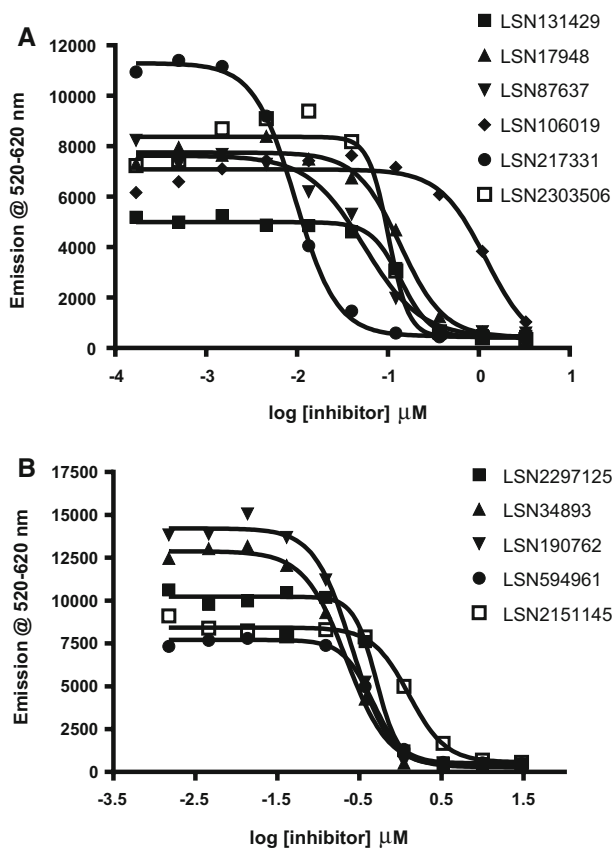 A
Emission @ 520-620 nm
12000
10000
8000
6000
4000
2000
0
-4
-3
-2
-1
0
1
log [inhibitor] μM
LSN131429
LSN17948
LSN87637
LSN106019
LSN217331
LSN2303506
B
Emission @ 520-620 nm
17500
15000
12500
10000
7500
5000
2500
0
-3.5
-2.5
-1.5
-0.5
0.5
1.5
log [inhibitor] μM
LSN2297125
LSN34893
LSN190762
LSN594961
LSN2151145